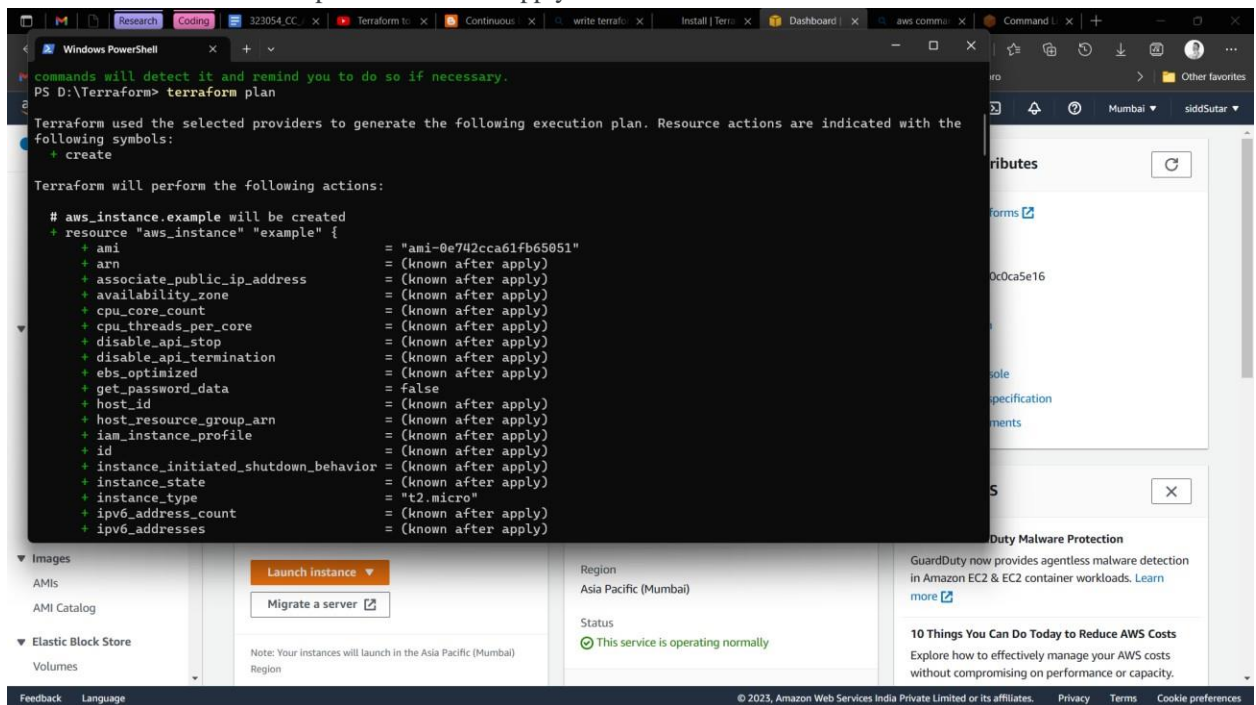 Research
Coding
323054_CC_
Terraform to
Continuous
write terrafo
Install | Terra
Dashboard |
aws comman
Command Li
Windows PowerShell
Other favorites
commands will detect it and remind you to do so if necessary.
PS D:\Terraform> terraform plan
Mumbai ▼
siddSutar ▼
Terraform used the selected providers to generate the following execution plan. Resource actions are indicated with the
following symbols:
+ create
Terraform will perform the following actions:
# aws_instance.example will be created
+ resource "aws_instance" "example" {
+ ami = "ami-0e742cca61fb65051"
+ arn = (known after apply)
+ associate_public_ip_address = (known after apply)
+ availability_zone = (known after apply)
+ cpu_core_count = (known after apply)
+ cpu_threads_per_core = (known after apply)
+ disable_api_stop = (known after apply)
+ disable_api_termination = (known after apply)
+ ebs_optimized = (known after apply)
+ get_password_data = false
+ host_id = (known after apply)
+ host_resource_group_arn = (known after apply)
+ iam_instance_profile = (known after apply)
+ id = (known after apply)
+ instance_initiated_shutdown_behavior = (known after apply)
+ instance_state = (known after apply)
+ instance_type = "t2.micro"
+ ipv6_address_count = (known after apply)
+ ipv6_addresses = (known after apply)
ributes
forms
0c0ca5e16
sole
specification
ments
S
Duty Malware Protection
GuardDuty now provides agentless malware detection
in Amazon EC2 & EC2 container workloads. Learn
more
10 Things You Can Do Today to Reduce AWS Costs
Explore how to effectively manage your AWS costs
without compromising on performance or capacity.
▼ Images
AMIs
AMI Catalog
▼ Elastic Block Store
Volumes
Launch instance ▼
Migrate a server
Note: Your instances will launch in the Asia Pacific (Mumbai)
Region
Region
Asia Pacific (Mumbai)
Status
This service is operating normally
Feedback
Language
© 2023, Amazon Web Services India Private Limited or its affiliates.
Privacy
Terms
Cookie preferences